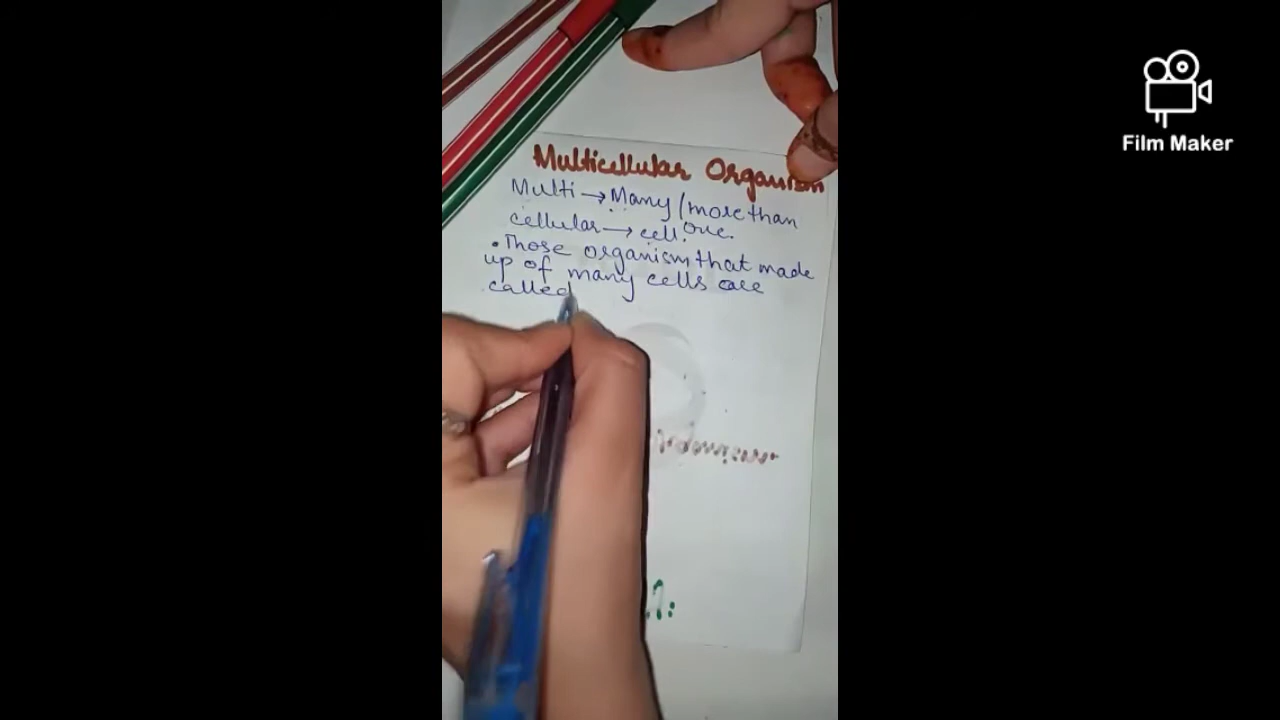 Multicellular Organism
Multi → Many / more than
cellular → cell. One.
• Those organism that made
up of many cells are
called
Film Maker